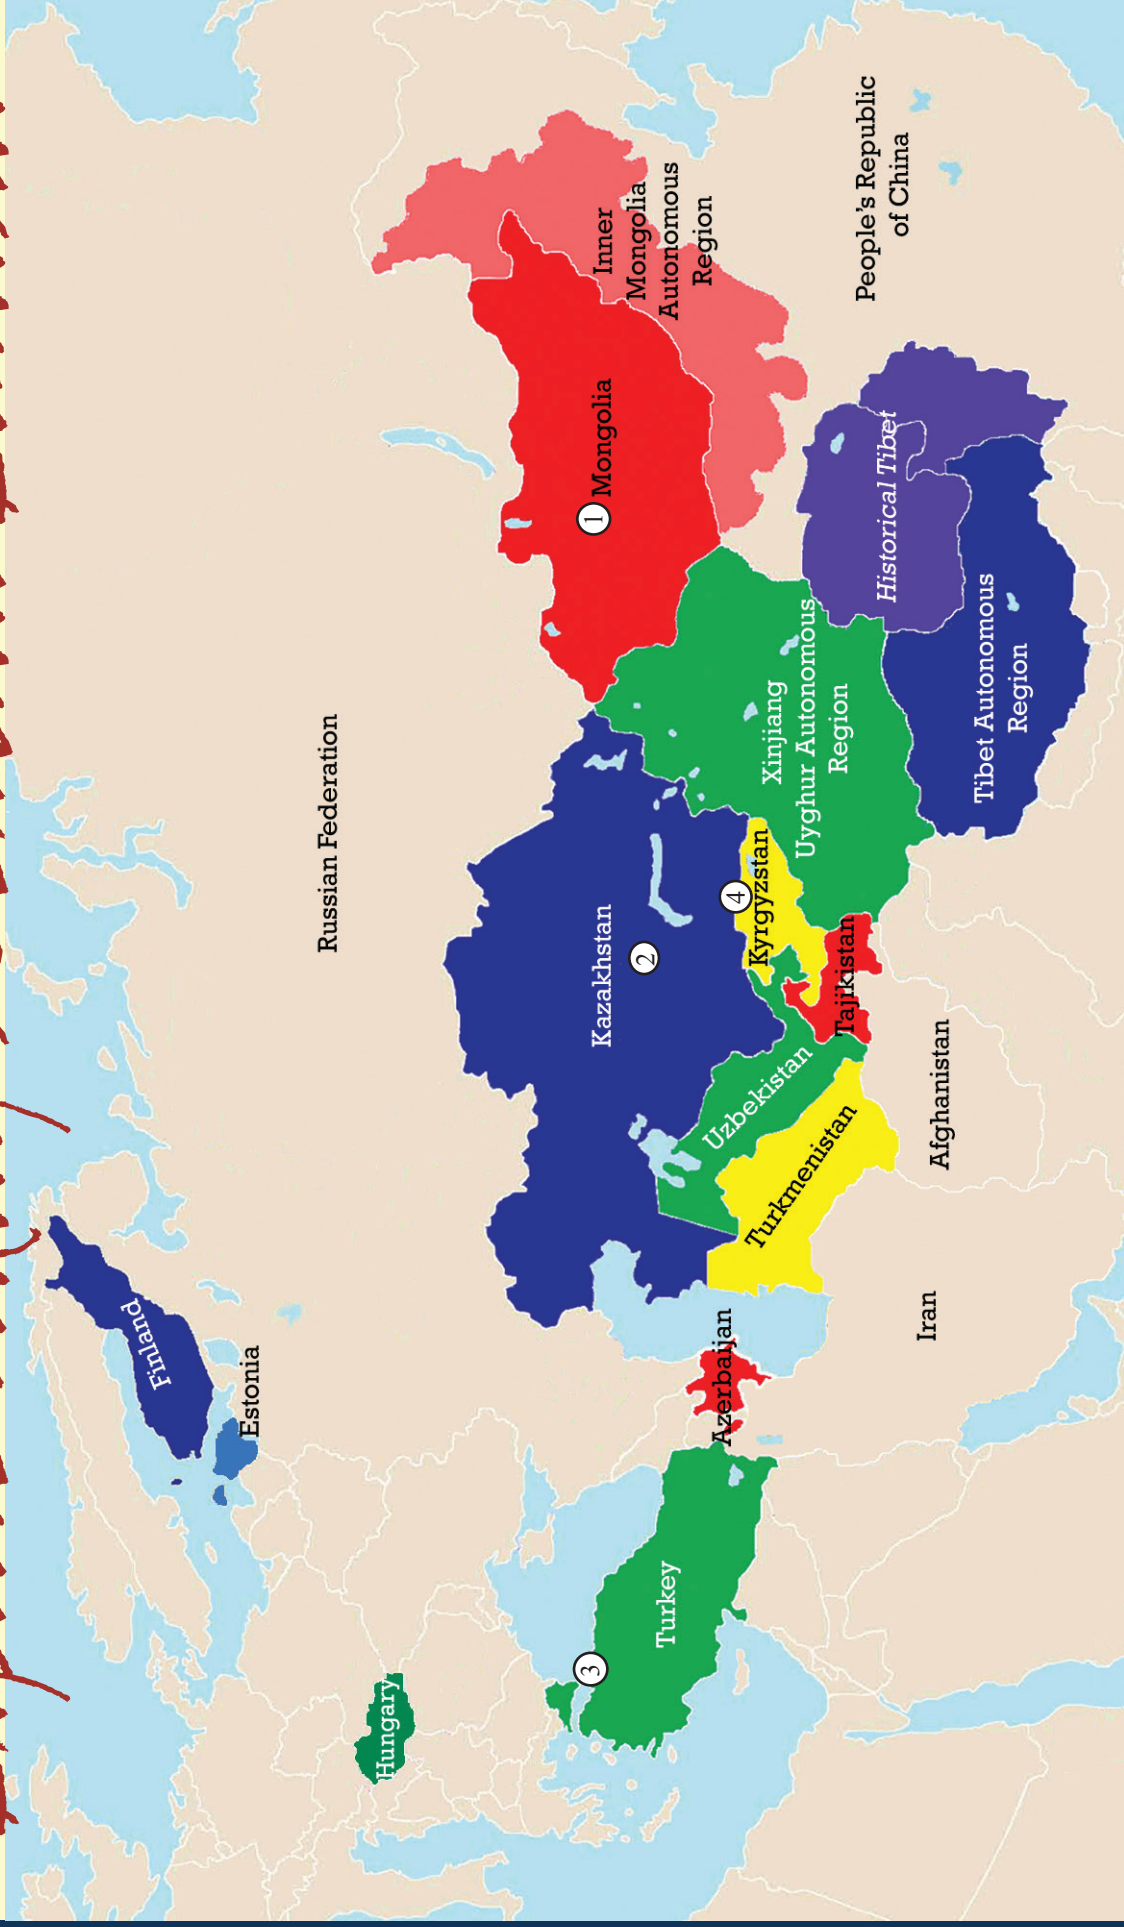 Finland
Estonia
Hungary
Russian Federation
Turkey
3
Azerbaijan
Kazakhstan
2
Uzbekistan
Turkmenistan
4
Kyrgyzstan
Tajikistan
1
Mongolia
Inner
Mongolia
Autonomous
Region
Xinjiang
Uyghur Autonomous
Region
Historical Tibet
Tibet Autonomous
Region
People's Republic
of China
Iran
Afghanistan